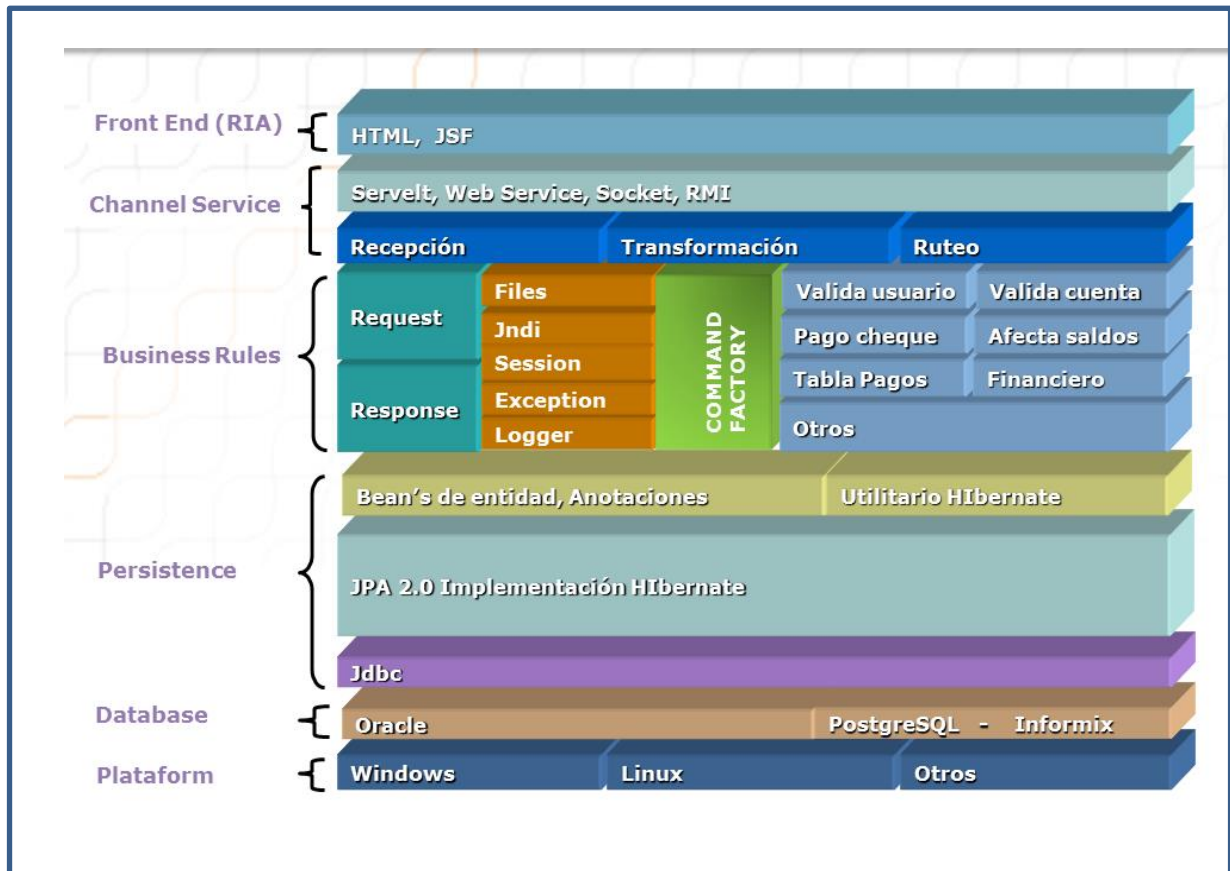 Front End (RIA)
HTML, JSF
Channel Service
Servelt, Web Service, Socket, RMI
Recepción Transformación Ruteo
Business Rules
Request
Response
Files
Jndi
Session
Exception
Logger
COMMAND
FACTORY
Valida usuario Valida cuenta
Pago cheque Afecta saldos
Tabla Pagos Financiero
Otros
Persistence
Bean's de entidad, Anotaciones Utilitario HIbernate
JPA 2.0 Implementación HIbernate
Jdbc
Database
Oracle PostgreSQL - Informix
Plataform
Windows Linux Otros